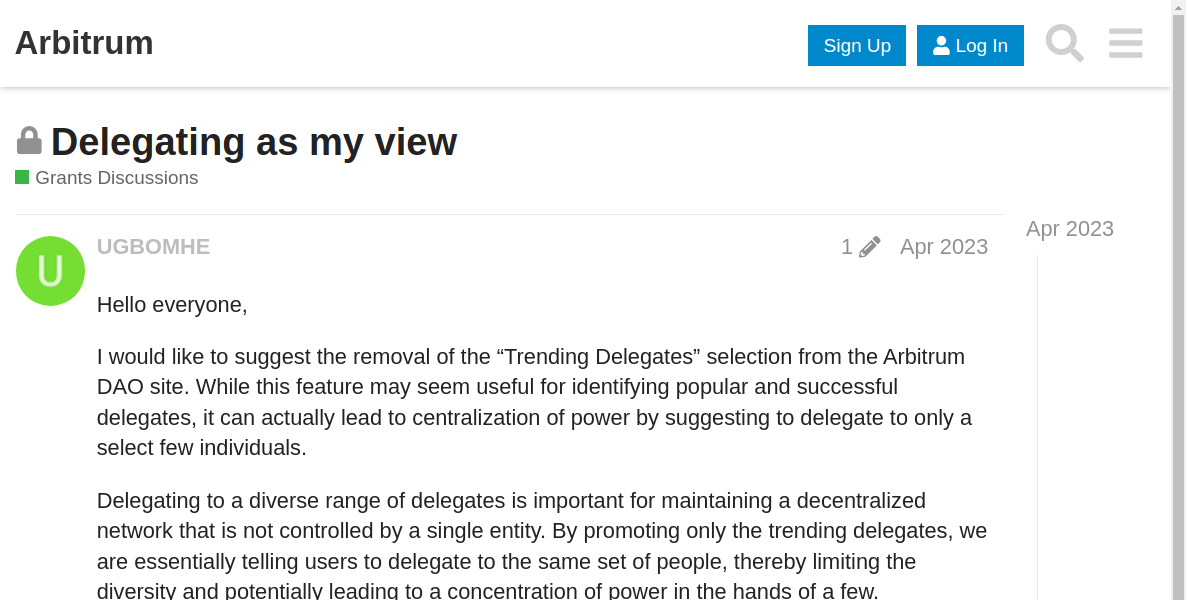 Arbitrum
Sign Up
Log In
Delegating as my view
Grants Discussions
Apr 2023
U
UGBOMHE
1
Apr 2023
Hello everyone,
I would like to suggest the removal of the “Trending Delegates” selection from the Arbitrum
DAO site. While this feature may seem useful for identifying popular and successful
delegates, it can actually lead to centralization of power by suggesting to delegate to only a
select few individuals.
Delegating to a diverse range of delegates is important for maintaining a decentralized
network that is not controlled by a single entity. By promoting only the trending delegates, we
are essentially telling users to delegate to the same set of people, thereby limiting the
diversity and potentially leading to a concentration of power in the hands of a few.